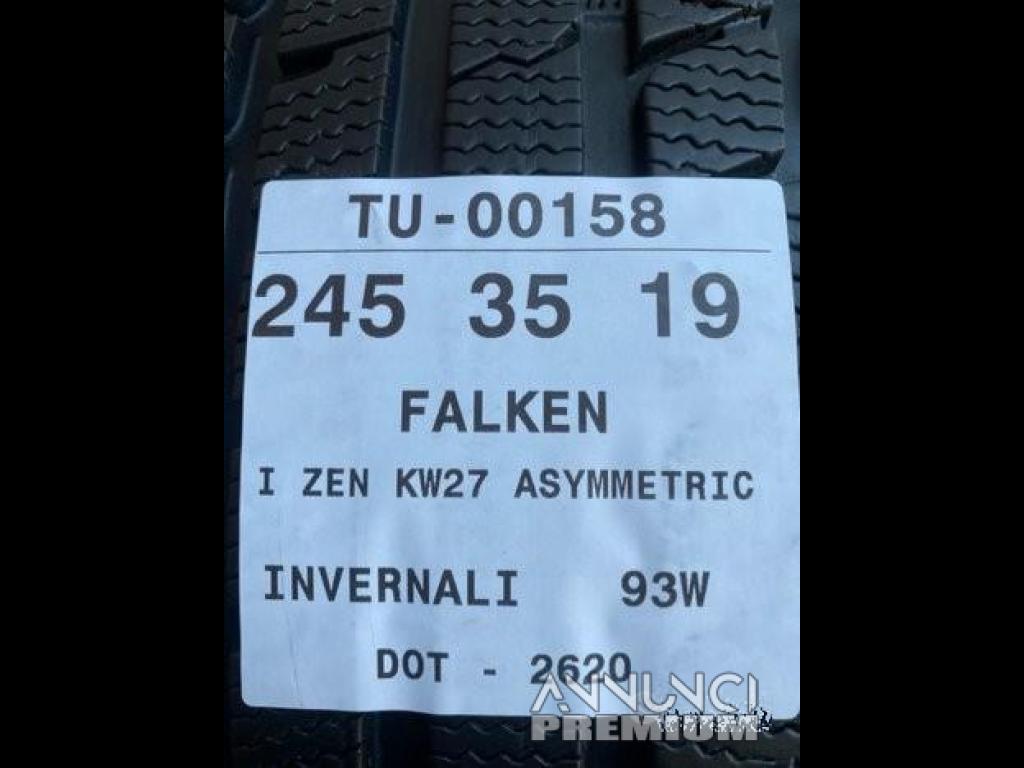 TU-00158
245 35 19
FALKEN
I ZEN KW27 ASYMMETRIC
INVERNALI 93W
DOT - 2620
ANNUNCI
PREMIUM